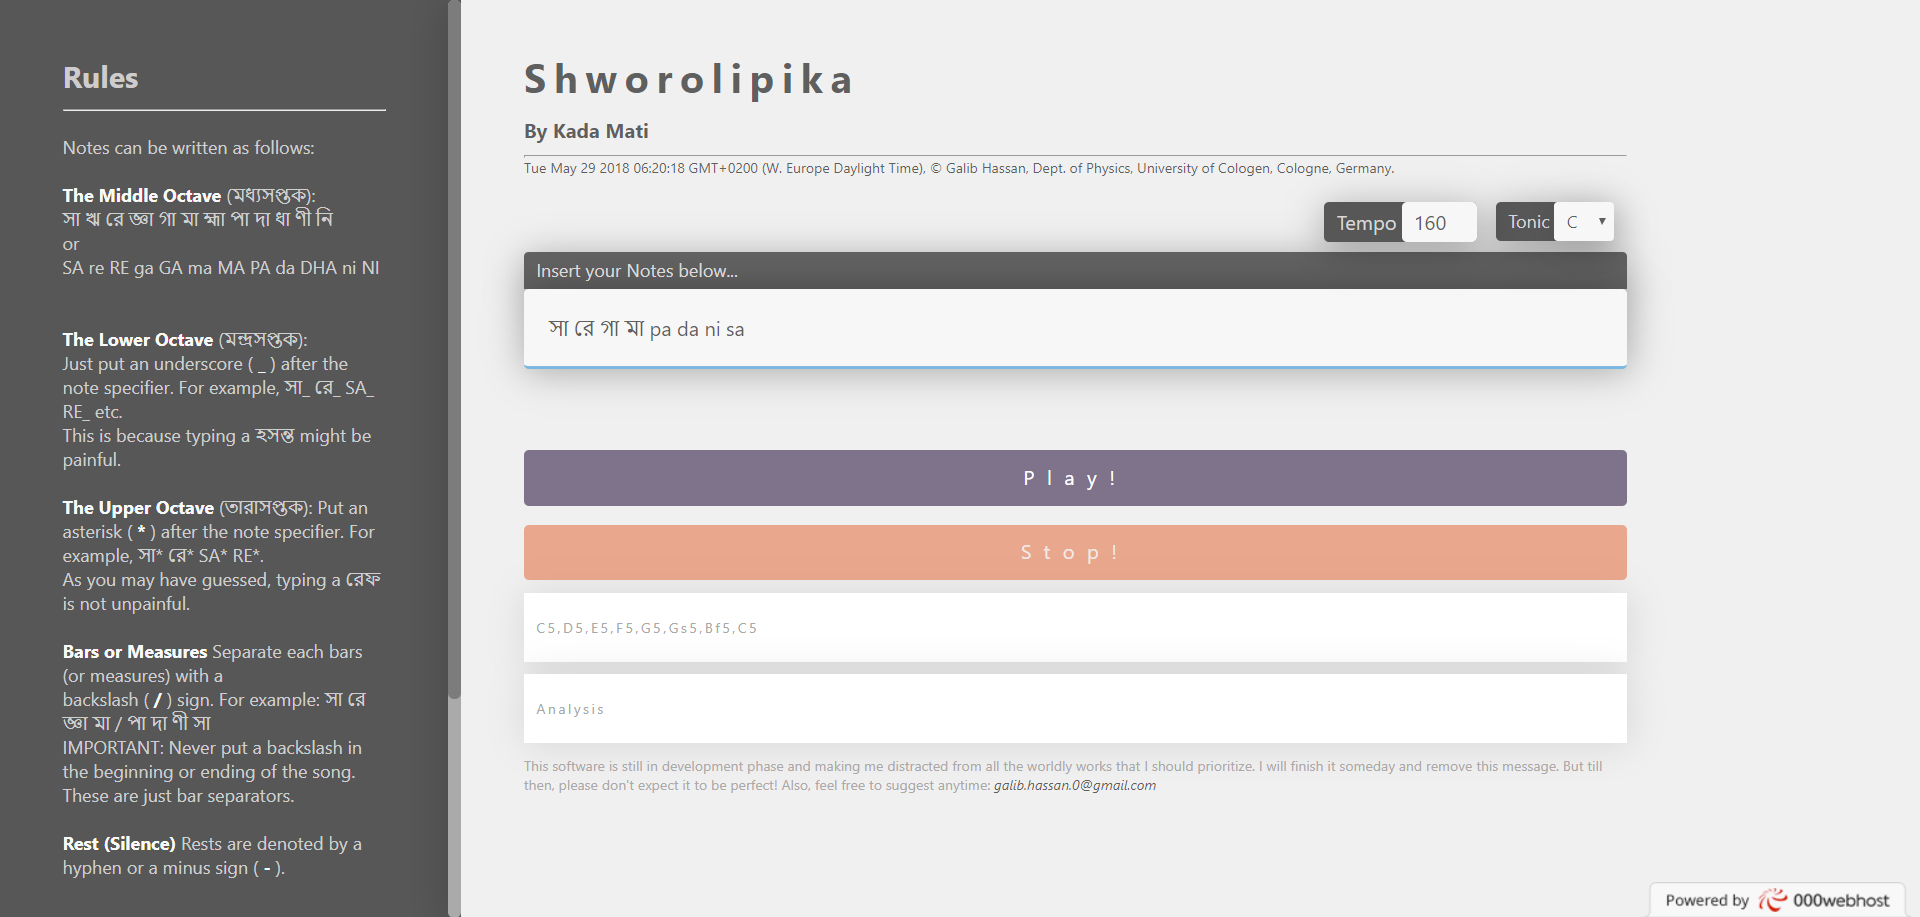 Rules
Notes can be written as follows:
The Middle Octave (মধ্যসপ্তক):
সা ঋ রে জ্ঞা গা মা হ্মা পা দা ধা ণী নি
or
SA re RE ga GA ma MA PA da DHA ni NI
The Lower Octave (মন্দ্রসপ্তক):
Just put an underscore ( _ ) after the
note specifier. For example, সা_ রে_ SA_
RE_ etc.
This is because typing a হসন্ত might be
painful.
The Upper Octave (তারাসপ্তক): Put an
asterisk ( * ) after the note specifier. For
example, সা* রে* SA* RE*.
As you may have guessed, typing a রেফ
is not unpainful.
Bars or Measures Separate each bars
(or measures) with a
backslash ( / ) sign. For example: সা রে
জ্ঞা মা / পা দা ণী সা
IMPORTANT: Never put a backslash in
the beginning or ending of the song.
These are just bar separators.
Rest (Silence) Rests are denoted by a
hyphen or a minus sign ( - ).
Shworolipika
By Kada Mati
Tue May 29 2018 06:20:18 GMT+0200 (W. Europe Daylight Time), © Galib Hassan, Dept. of Physics, University of Cologen, Cologne, Germany.
Tempo 160 Tonic C
Insert your Notes below...
সা রে গা মা pa da ni sa
Play!
Stop!
C5,D5,E5,F5,G5,Gs5,Bf5,C5
Analysis
This software is still in development phase and making me distracted from all the worldly works that I should prioritize. I will finish it someday and remove this message. But till
then, please don't expect it to be perfect! Also, feel free to suggest anytime: galib.hassan.0@gmail.com
Powered by 000webhost